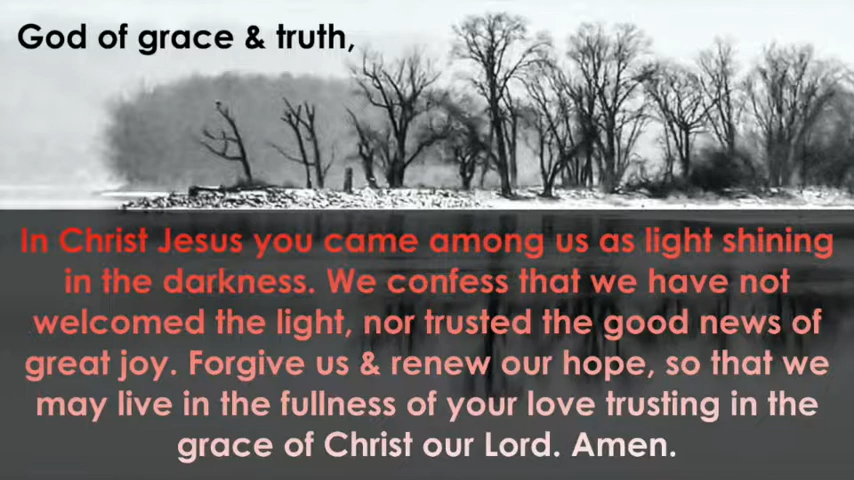 God of grace & truth,
In Christ Jesus you came among us as light shining
in the darkness. We confess that we have not
welcomed the light, nor trusted the good news of
great joy. Forgive us & renew our hope, so that we
may live in the fullness of your love trusting in the
grace of Christ our Lord. Amen.